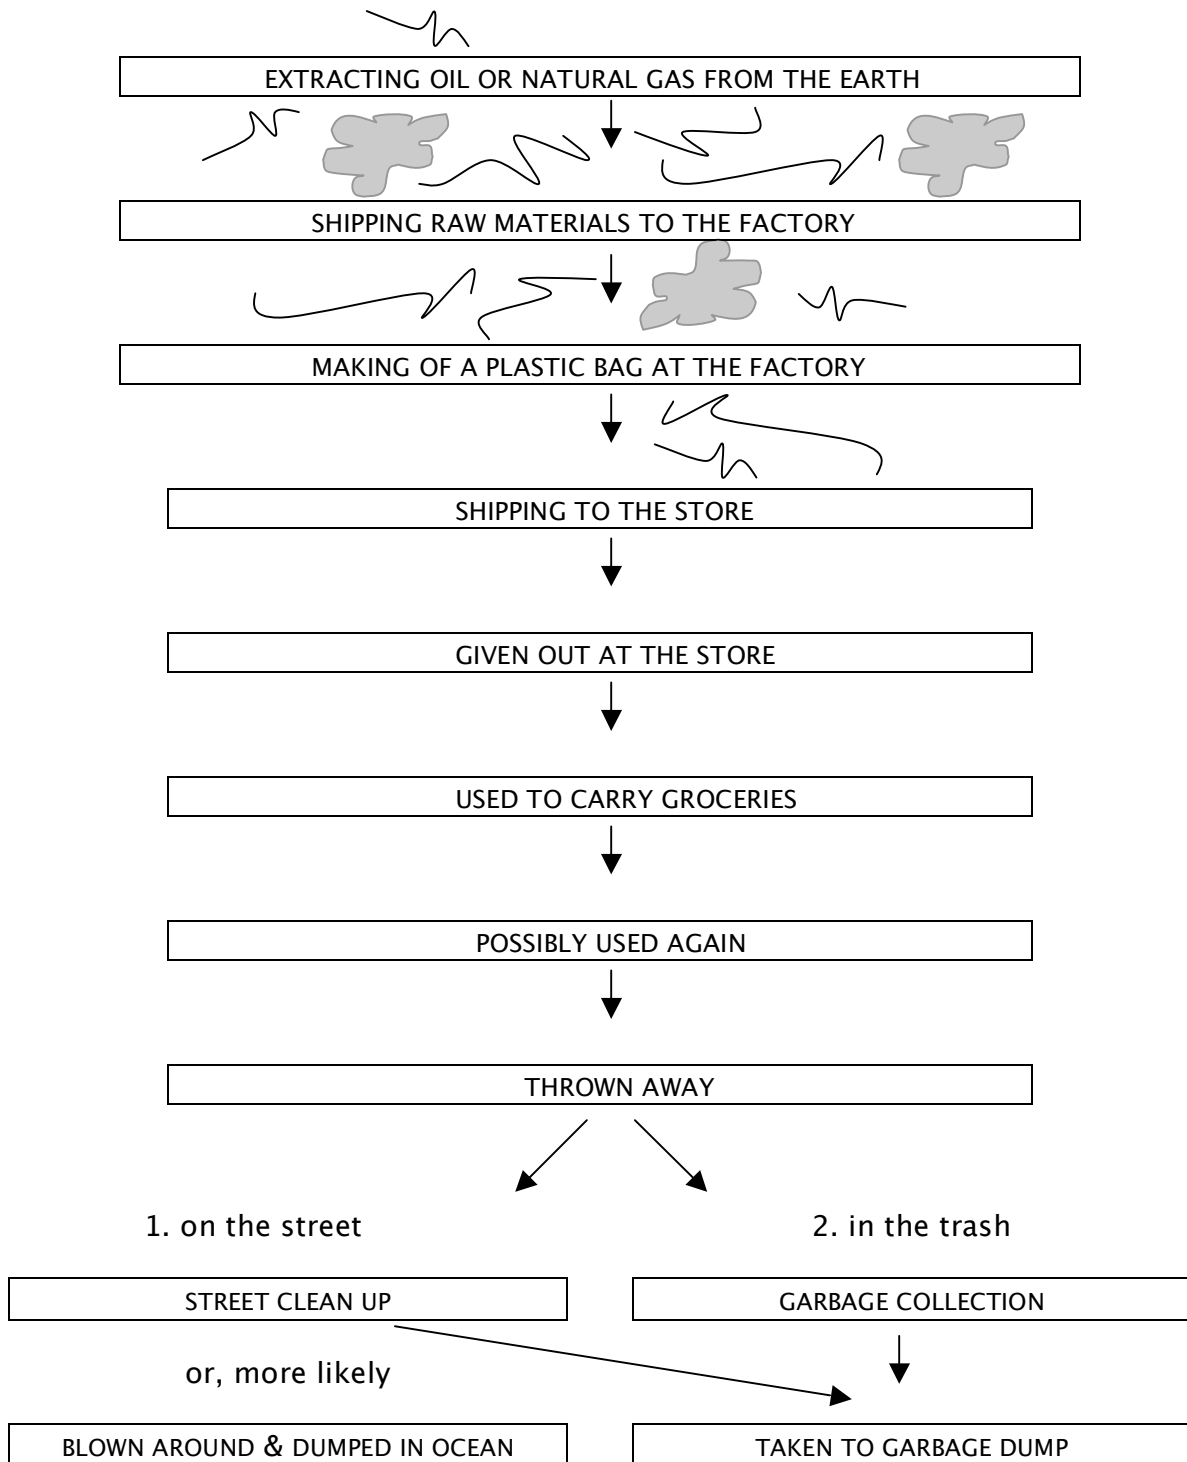 EXTRACTING OIL OR NATURAL GAS FROM THE EARTH
SHIPPING RAW MATERIALS TO THE FACTORY
MAKING OF A PLASTIC BAG AT THE FACTORY
SHIPPING TO THE STORE
GIVEN OUT AT THE STORE
USED TO CARRY GROCERIES
POSSIBLY USED AGAIN
THROWN AWAY
1. on the street
2. in the trash
STREET CLEAN UP
GARBAGE COLLECTION
or, more likely
BLOWN AROUND & DUMPED IN OCEAN
TAKEN TO GARBAGE DUMP